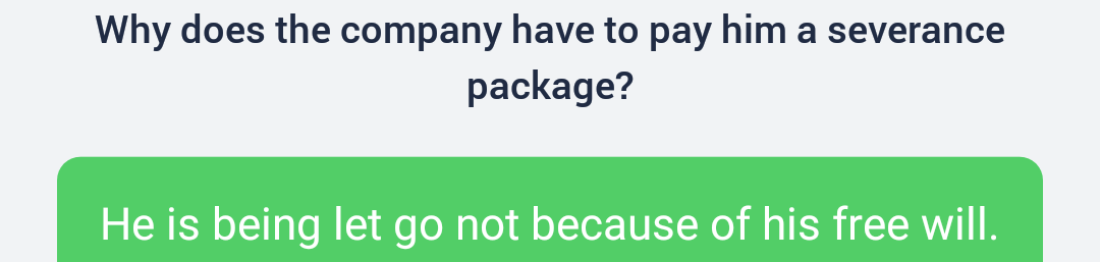 Why does the company have to pay him a severance
package?
He is being let go not because of his free will.